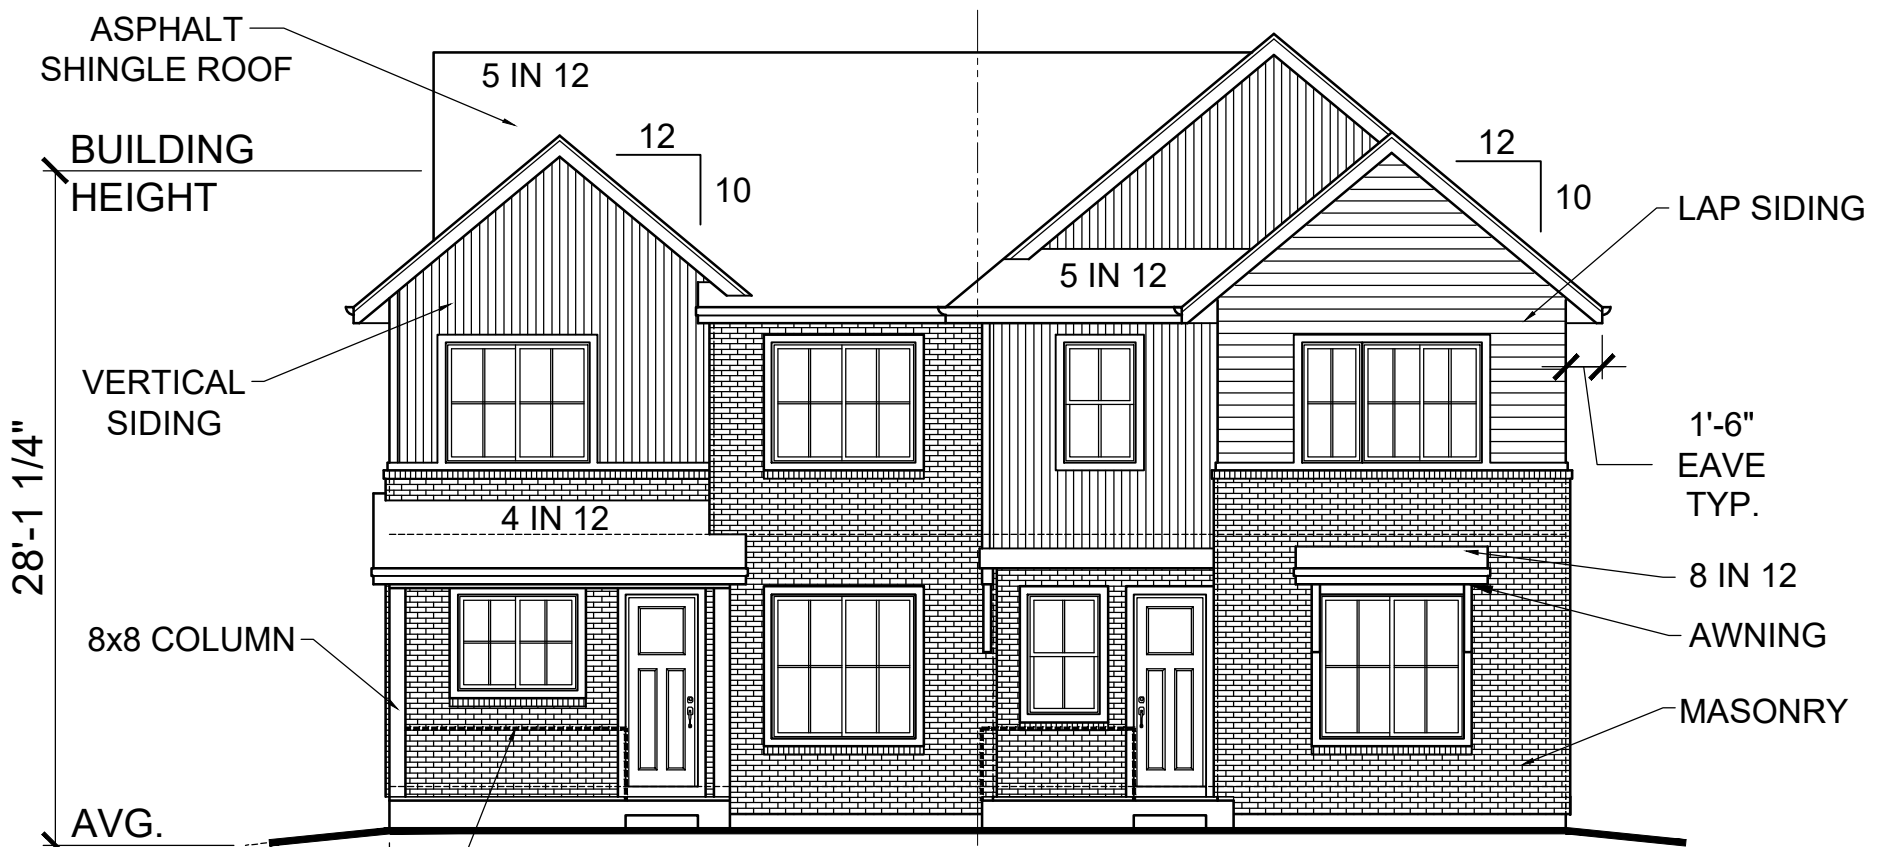 ASPHALT
SHINGLE ROOF
5 IN 12
BUILDING
HEIGHT
12
10
12
10
LAP SIDING
5 IN 12
VERTICAL
SIDING
1'-6"
EAVE
TYP.
28'-1 1/4"
4 IN 12
8 IN 12
8x8 COLUMN
AWNING
MASONRY
AVG.